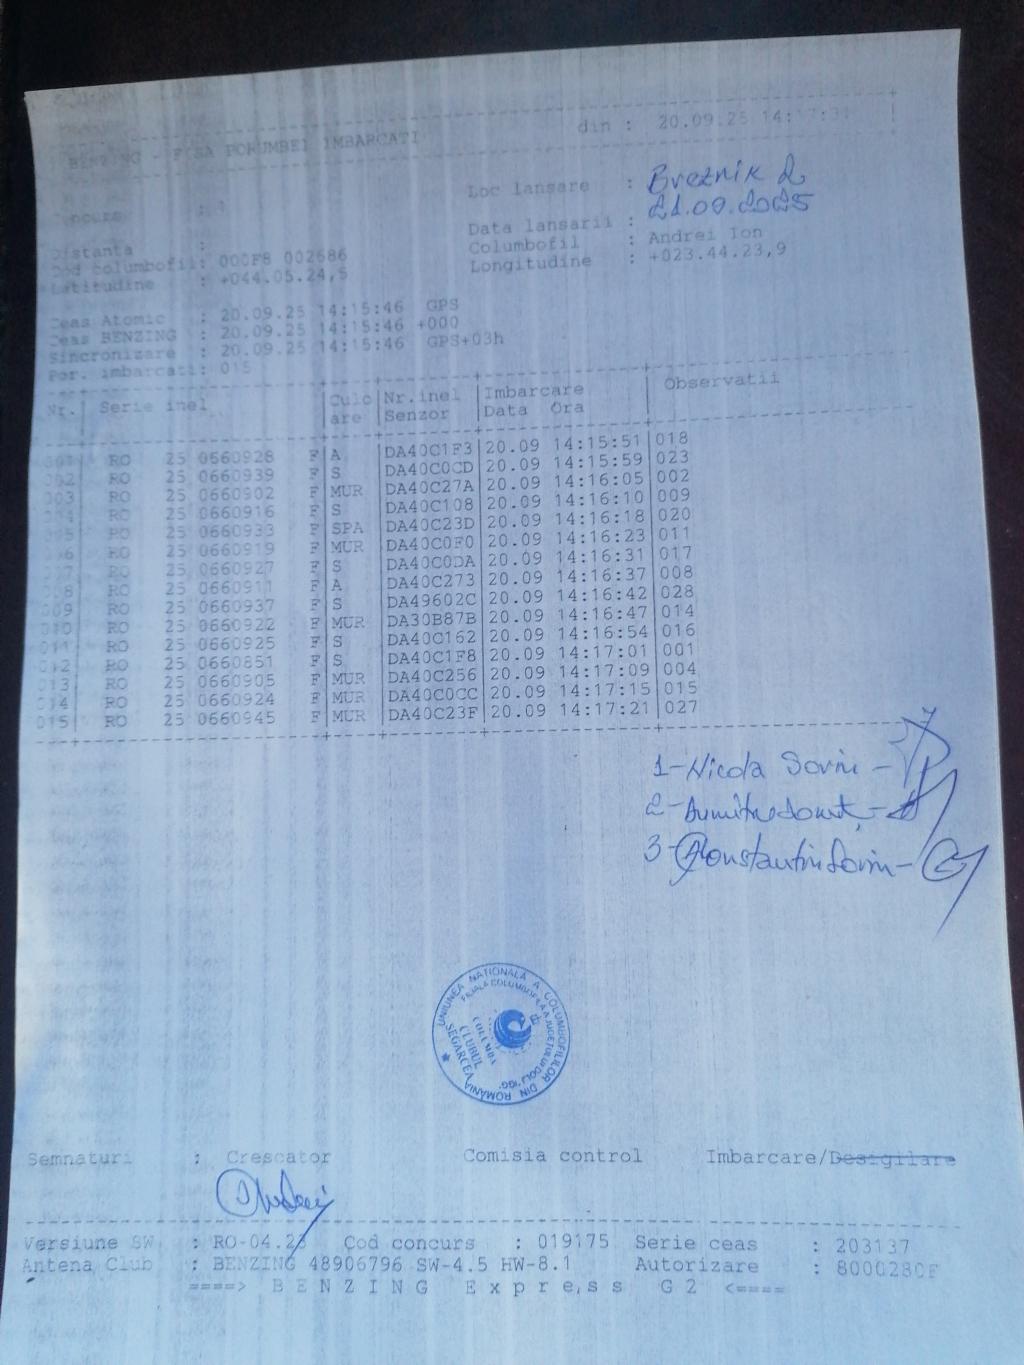 din : 20.09.25 14:17:31
BENZING - FISA PORUMBEI IMBARCATI
Loc lansare : Breznik 2
Concurs : 1
Data lansarii : 21.09.2025
Distanta :
Columbofil : Andrei Ion
Cod columbofil: 000F8 002686
Longitudine : +023.44.23,9
Latitudine : +044.05.24,5
Ceas Atomic : 20.09.25 14:15:46 GPS
Ceas BENZING : 20.09.25 14:15:46 +000
Sincronizare : 20.09.25 14:15:46 GPS+03h
Por. imbarcati: 015
Nr. Serie inel Culoare Nr.inel Senzor Imbarcare Data Ora Observatii
001 RO 25 0660928 F A DA40C1F3 20.09 14:15:51 018
002 RO 25 0660939 F S DA40C0CD 20.09 14:15:59 023
003 RO 25 0660902 F MUR DA40C27A 20.09 14:16:05 002
004 RO 25 0660916 F S DA40C108 20.09 14:16:10 009
005 RO 25 0660933 F SPA DA40C23D 20.09 14:16:18 020
006 RO 25 0660919 F MUR DA40C0F0 20.09 14:16:23 011
007 RO 25 0660927 F S DA40C0DA 20.09 14:16:31 017
008 RO 25 0660911 F A DA40C273 20.09 14:16:37 008
009 RO 25 0660937 F S DA49602C 20.09 14:16:42 028
010 RO 25 0660922 F MUR DA30B87B 20.09 14:16:47 014
011 RO 25 0660925 F S DA40C162 20.09 14:16:54 016
012 RO 25 0660851 F S DA40C1F8 20.09 14:17:01 001
013 RO 25 0660905 F MUR DA40C256 20.09 14:17:09 004
014 RO 25 0660924 F MUR DA40C0CC 20.09 14:17:15 015
015 RO 25 0660945 F MUR DA40C23F 20.09 14:17:21 027
1-Nicola Sorin -
2-Dumitru Ionut -
3- Constantin Sorin -
UNIUNEA NATIONALA A COLUMBOFILILOR DIN ROMÂNIA
FILIALA COLUMBOFILA A JUDETULUI DOLJ
CLUBUL
COLUMBA
SEGARCEA
Semnaturi : Crescator Comisia control Imbarcare/Desigilare
Versiune SW : RO-04.23 Cod concurs : 019175 Serie ceas : 203137
Antena Club : BENZING 48906796 SW-4.5 HW-8.1 Autorizare : 8000280F
====> B E N Z I N G E x p r e s s G 2 <====